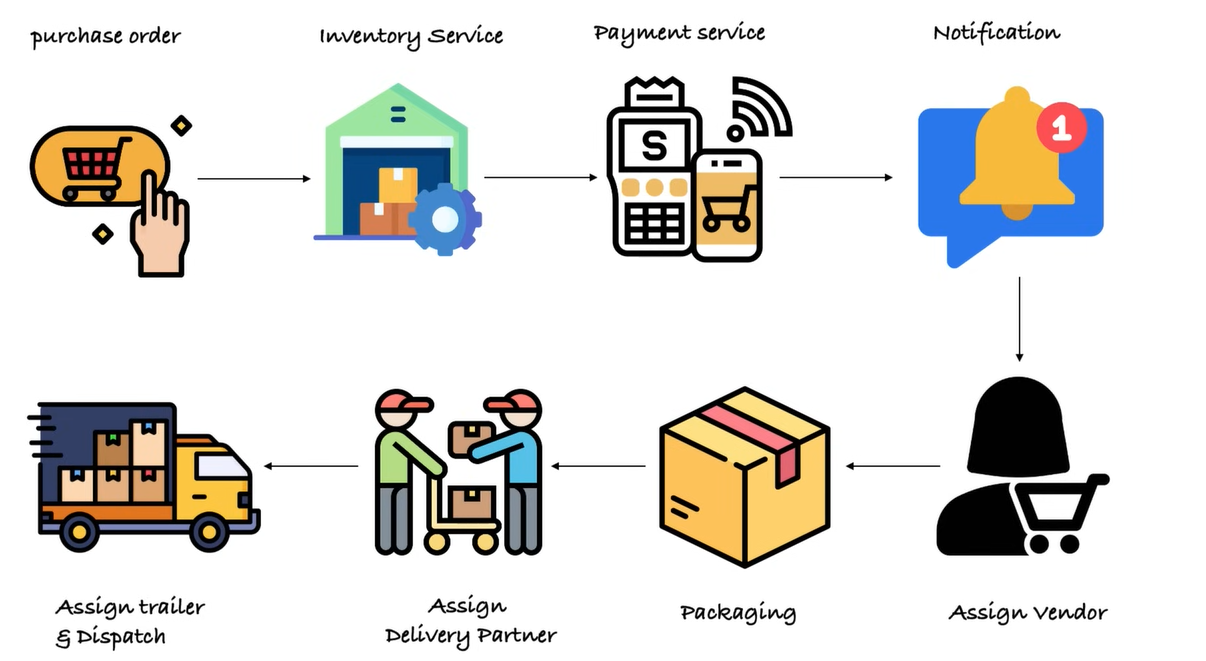 purchase order
Inventory Service
Payment service
Notification
S
1
Assign trailer
& Dispatch
Assign
Delivery Partner
Packaging
Assign Vendor